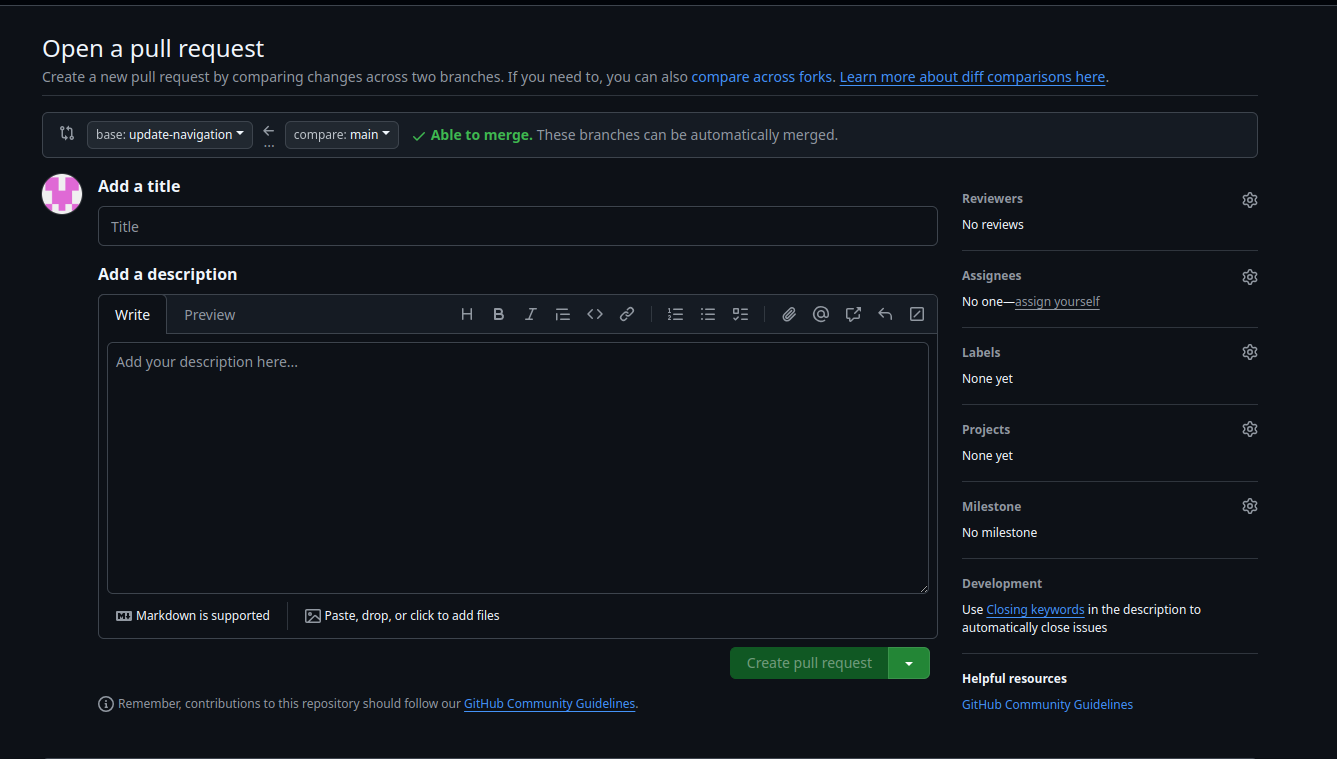 Open a pull request
Create a new pull request by comparing changes across two branches. If you need to, you can also compare across forks. Learn more about diff comparisons here.
base: update-navigation
...
compare: main
Able to merge. These branches can be automatically merged.
Add a title
Title
Add a description
Write
Preview
Add your description here...
Markdown is supported
Paste, drop, or click to add files
Create pull request
Remember, contributions to this repository should follow our GitHub Community Guidelines.
Reviewers
No reviews
Assignees
No one—assign yourself
Labels
None yet
Projects
None yet
Milestone
No milestone
Development
Use Closing keywords in the description to
automatically close issues
Helpful resources
GitHub Community Guidelines